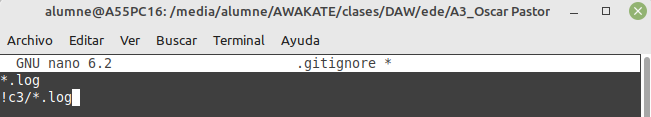 alumne@A55PC16: /media/alumne/AWAKATE/clases/DAW/ede/A3_Oscar Pastor
Archivo Editar Ver Buscar Terminal Ayuda
GNU nano 6.2 .gitignore *
*.log
!c3/*.log